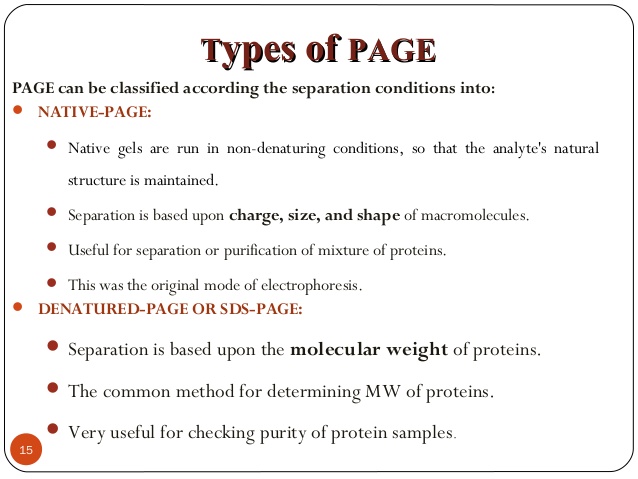 Types of PAGE
PAGE can be classified according the separation conditions into:
NATIVE-PAGE:
Native gels are run in non-denaturing conditions, so that the analyte's natural
structure is maintained.
Separation is based upon charge, size, and shape of macromolecules.
Useful for separation or purification of mixture of proteins.
This was the original mode of electrophoresis.
DENATURED-PAGE OR SDS-PAGE:
Separation is based upon the molecular weight of proteins.
The common method for determining MW of proteins.
Very useful for checking purity of protein samples.
15